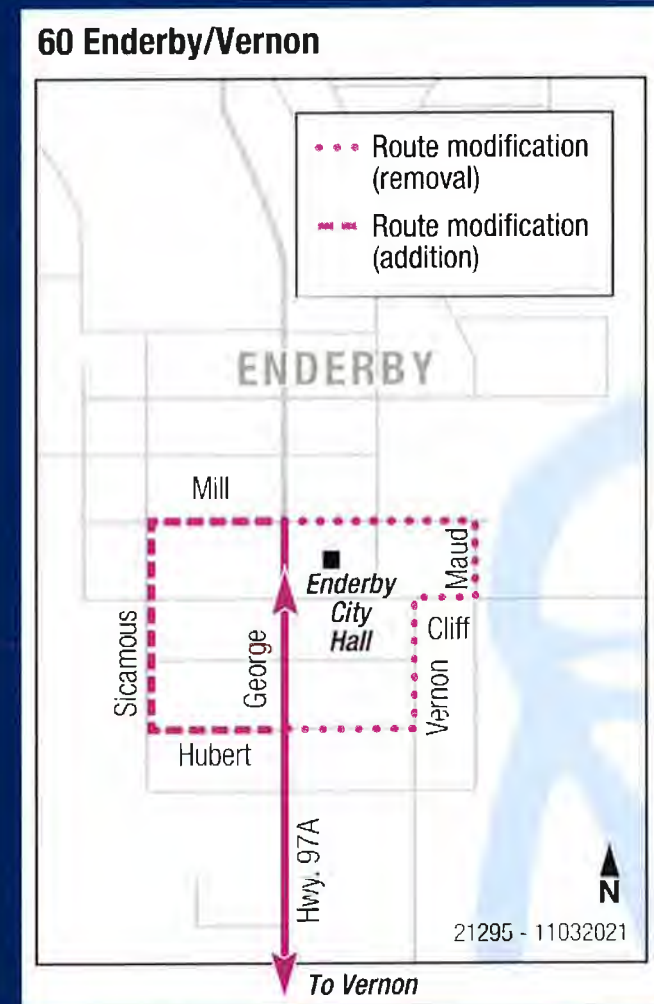 60 Enderby/Vernon
Route modification
(removal)
Route modification
(addition)
ENDERBY
Mill
Maud
Enderby
City
Hall
Cliff
Sicamous
George
Vernon
Hubert
Hwy. 97A
N
21295 - 11032021
To Vernon